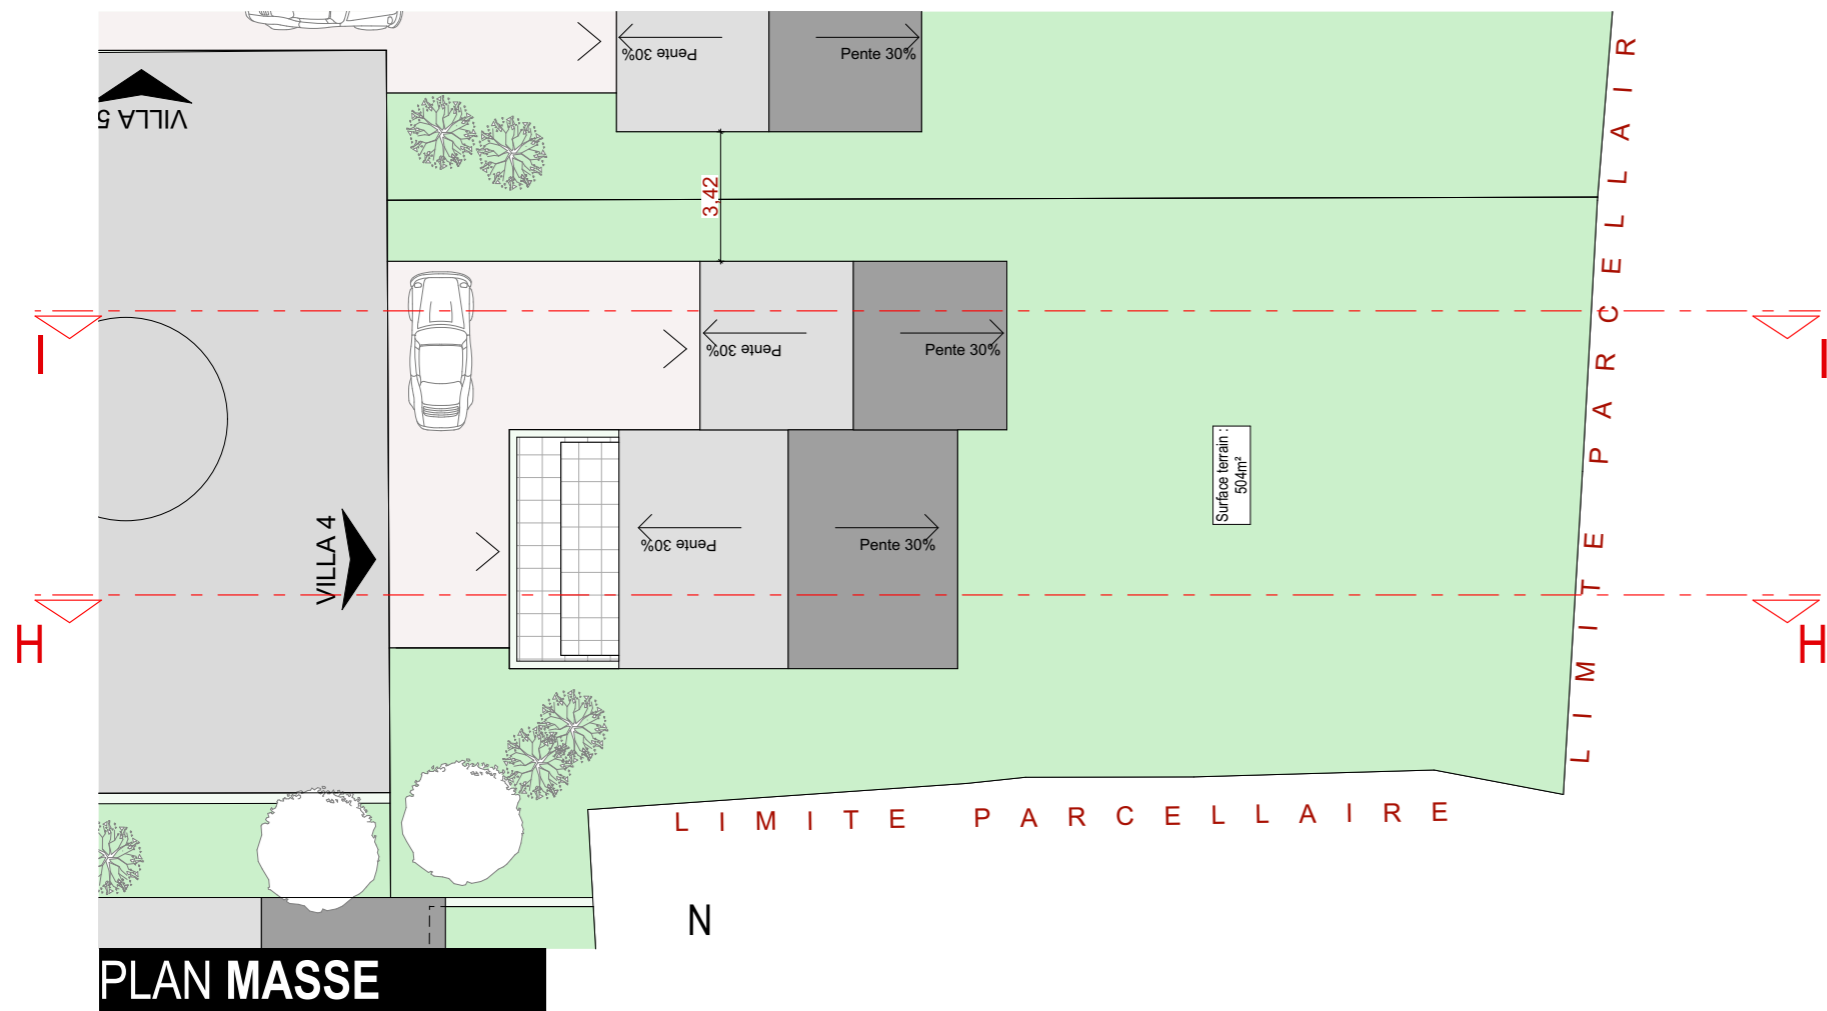 Pente 30%
Pente 30%
VILLA 5
3,42
LIMITE PARCELLAIR
I
Pente 30%
Pente 30%
I
Surface terrain :
504m²
VILLA 4
Pente 30%
Pente 30%
H
H
LIMITE PARCELLAIRE
N
PLAN MASSE